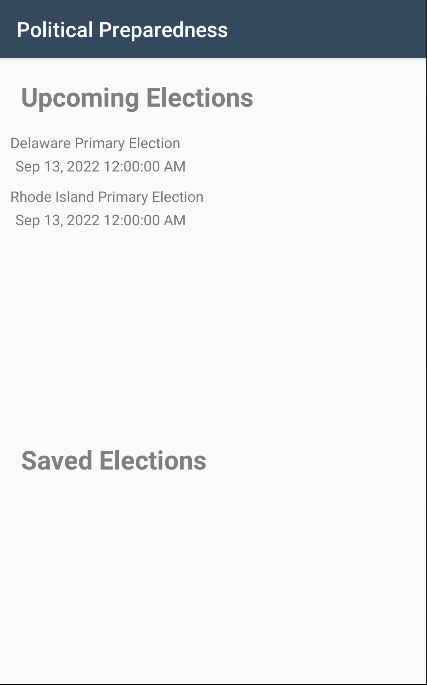 Political Preparedness
Upcoming Elections
Delaware Primary Election
Sep 13, 2022 12:00:00 AM
Rhode Island Primary Election
Sep 13, 2022 12:00:00 AM
Saved Elections